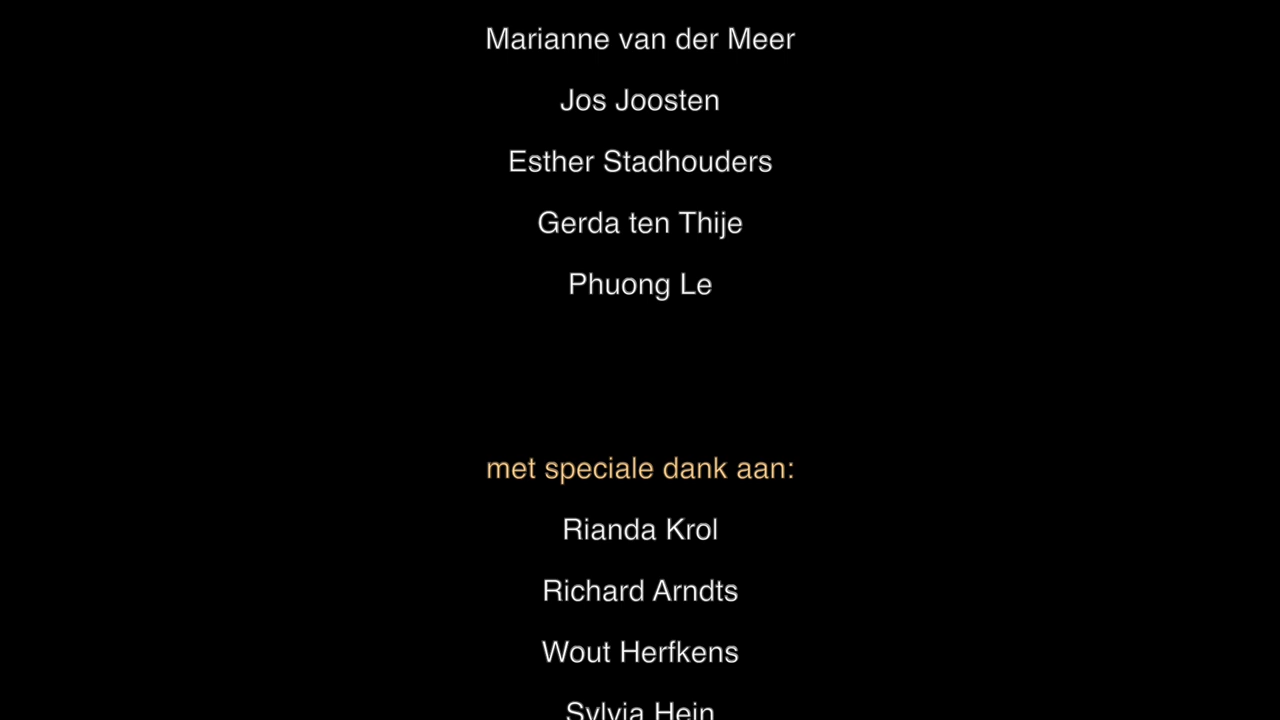 Marianne van der Meer
Jos Joosten
Esther Stadhouders
Gerda ten Thije
Phuong Le
met speciale dank aan:
Rianda Krol
Richard Arndts
Wout Herfkens
Sylvia Hein